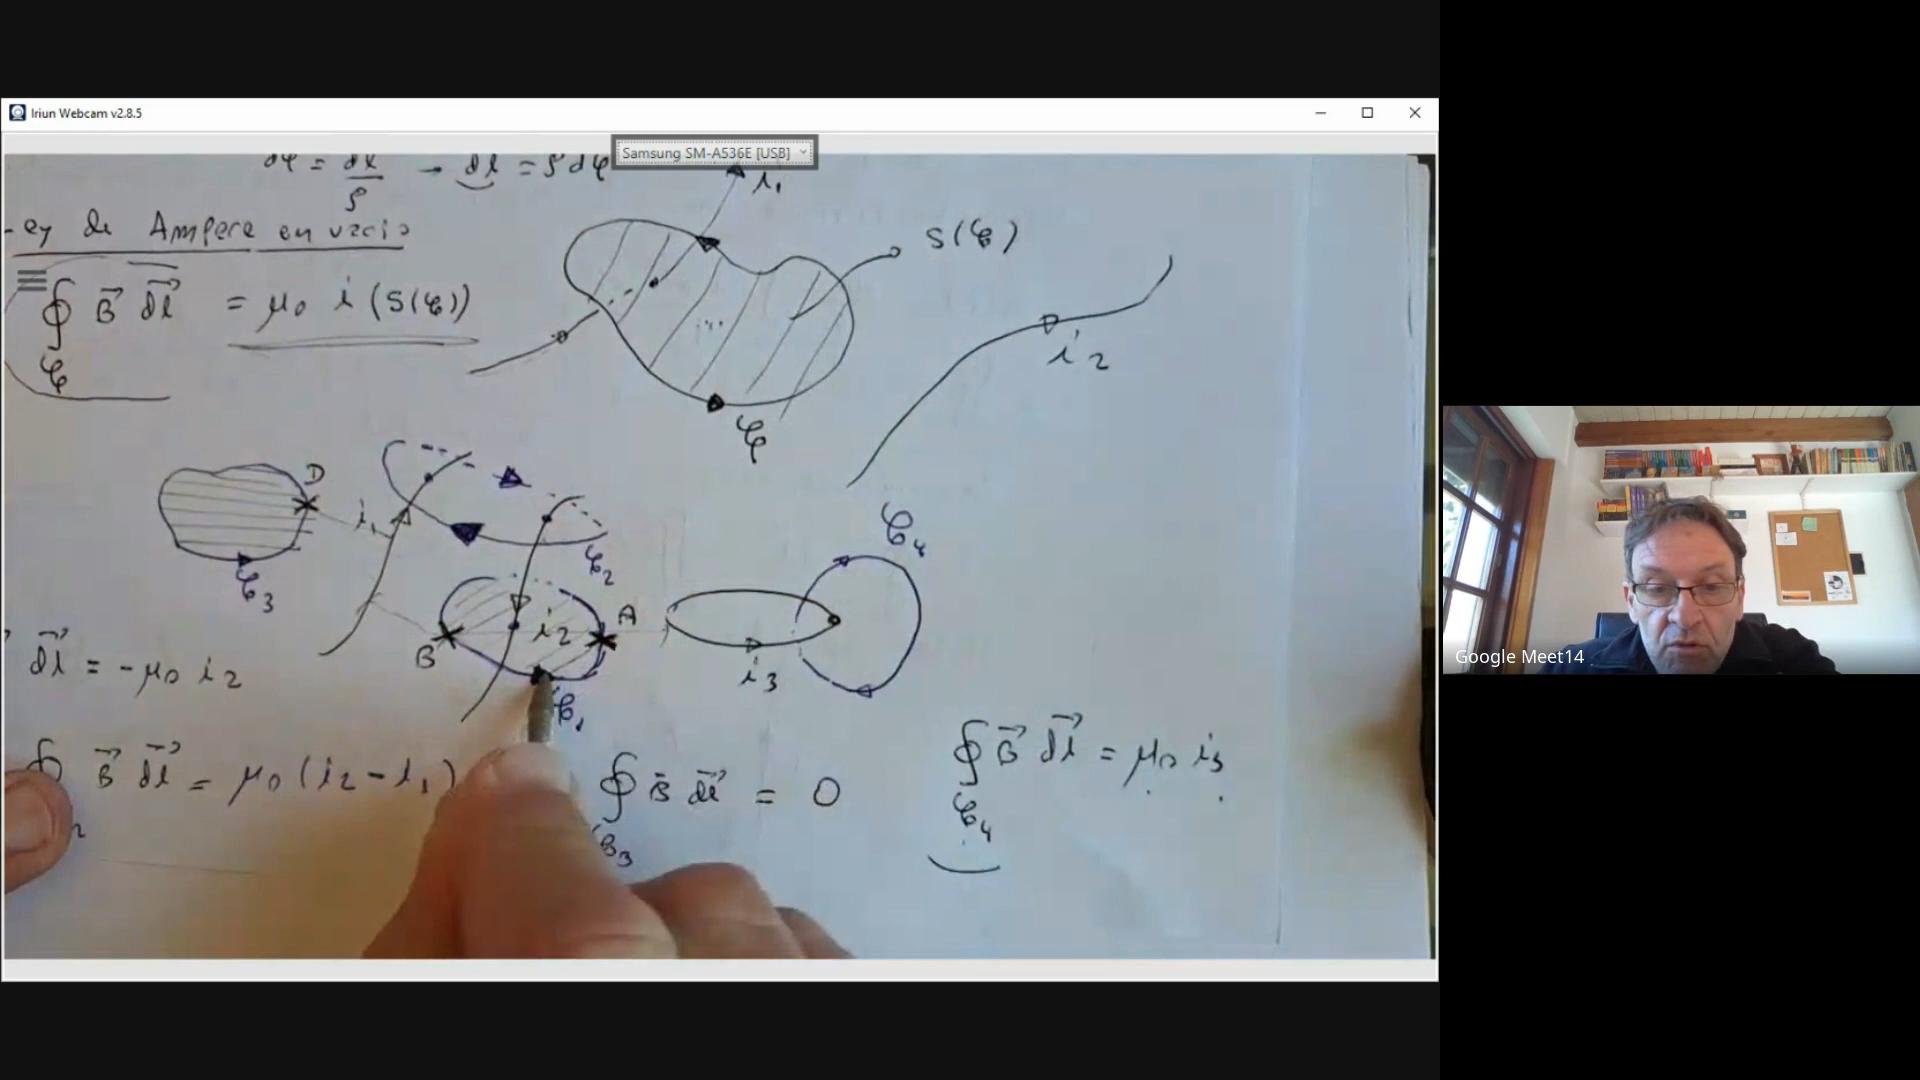 Iriun Webcam v2.8.5
Samsung SM-A536E [USB]
dφ = dl/ρ → dl = ρ dφ
i₁
ey de Ampere en vacio
S(𝒞)
∮ B⃗ dl⃗ = μ₀ i (S(𝒞))
𝒞
i₂
𝒞
D
𝒞₄
i₁
𝒞₂
𝒞₃
A
i₂
B
dl⃗ = -μ₀ i₂
i₃
𝒞₁
∮ B⃗ dl⃗ = μ₀ (i₂ - i₁)
∮ B⃗ dl⃗ = 0
𝒞₃
∮ B⃗ dl⃗ = μ₀ i₃
𝒞₄
Google Meet14